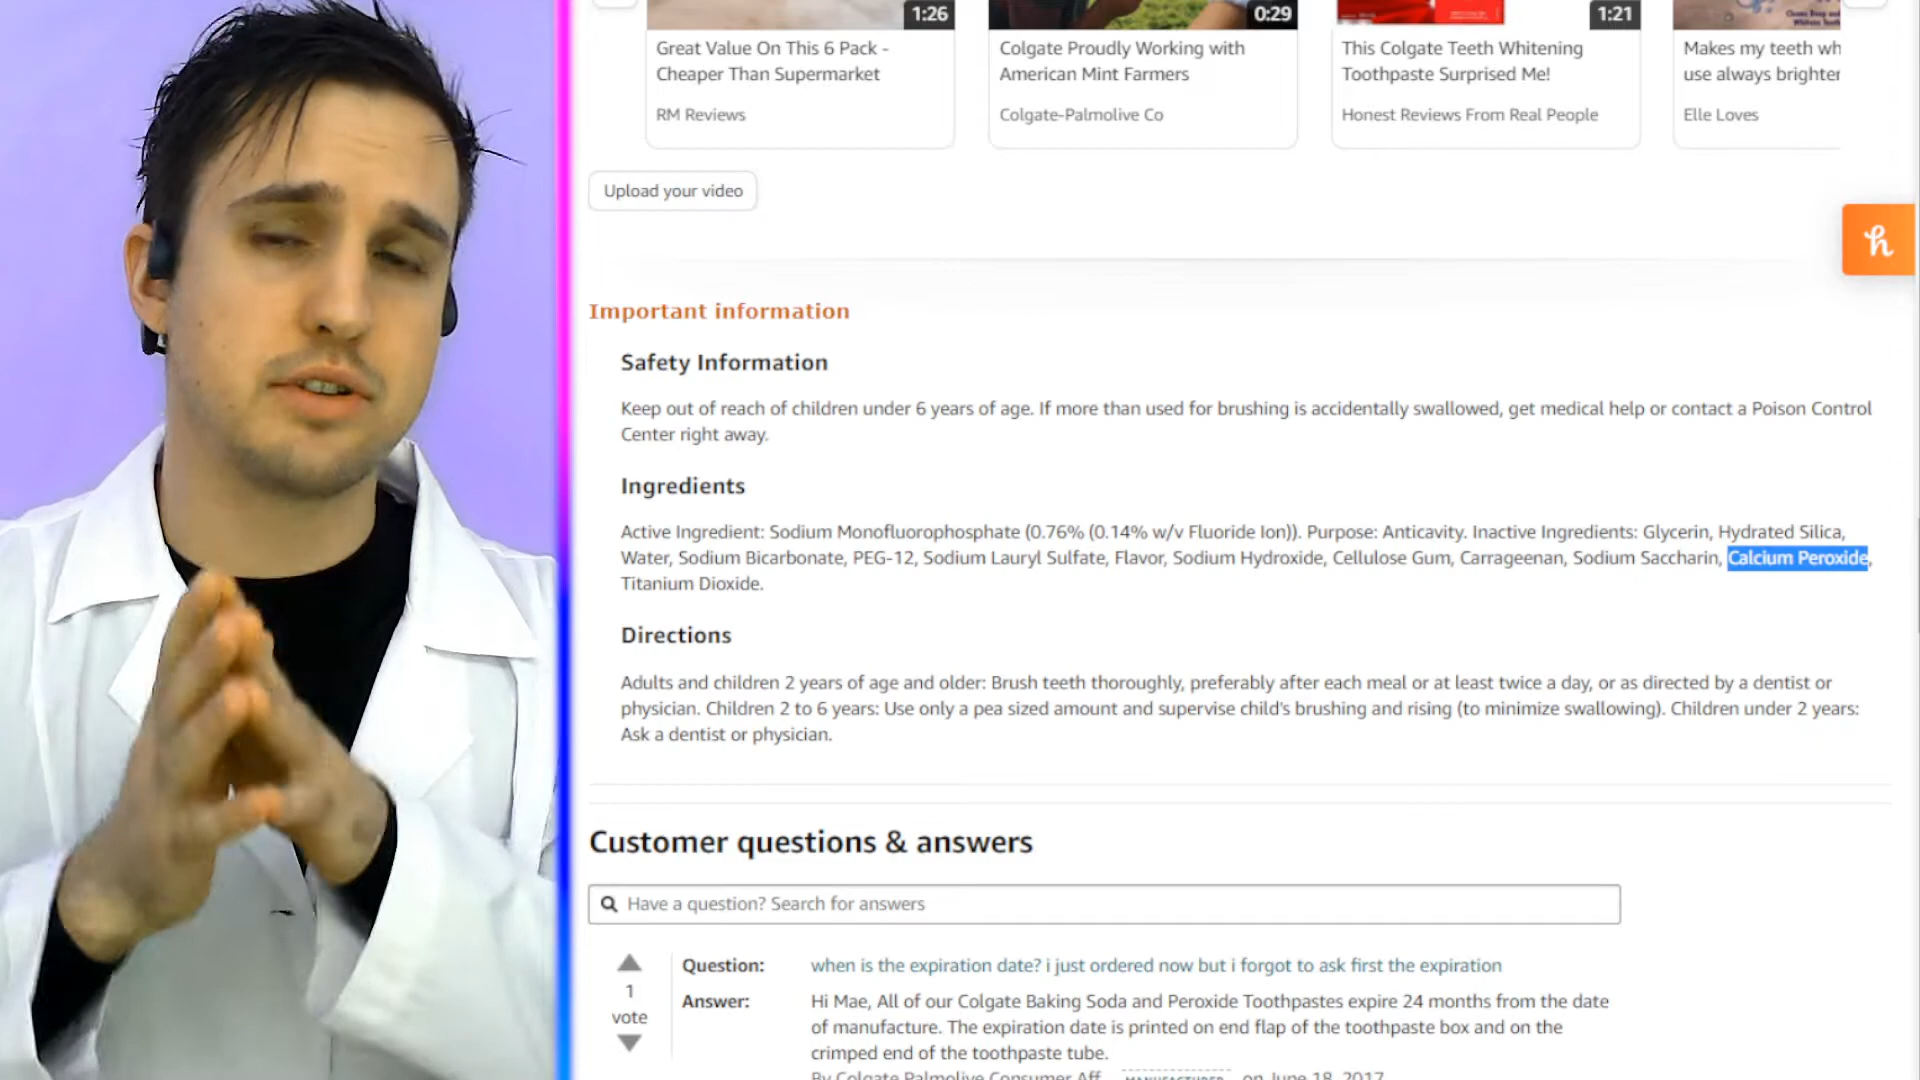 1:26
0:29
1:21
Great Value On This 6 Pack -
Cheaper Than Supermarket
RM Reviews
Colgate Proudly Working with
American Mint Farmers
Colgate-Palmolive Co
This Colgate Teeth Whitening
Toothpaste Surprised Me!
Honest Reviews From Real People
Makes my teeth wh
use always brighter
Elle Loves
Upload your video
h
Important information
Safety Information
Keep out of reach of children under 6 years of age. If more than used for brushing is accidentally swallowed, get medical help or contact a Poison Control
Center right away.
Ingredients
Active Ingredient: Sodium Monofluorophosphate (0.76% (0.14% w/v Fluoride Ion)). Purpose: Anticavity. Inactive Ingredients: Glycerin, Hydrated Silica,
Water, Sodium Bicarbonate, PEG-12, Sodium Lauryl Sulfate, Flavor, Sodium Hydroxide, Cellulose Gum, Carrageenan, Sodium Saccharin, Calcium Peroxide,
Titanium Dioxide.
Directions
Adults and children 2 years of age and older: Brush teeth thoroughly, preferably after each meal or at least twice a day, or as directed by a dentist or
physician. Children 2 to 6 years: Use only a pea sized amount and supervise child's brushing and rising (to minimize swallowing). Children under 2 years:
Ask a dentist or physician.
Customer questions & answers
Have a question? Search for answers
1
vote
Question: when is the expiration date? i just ordered now but i forgot to ask first the expiration
Answer: Hi Mae, All of our Colgate Baking Soda and Peroxide Toothpastes expire 24 months from the date
of manufacture. The expiration date is printed on end flap of the toothpaste box and on the
crimped end of the toothpaste tube.
By Colgate Palmolive Consumer Aff... MANUFACTURER on June 18, 2017